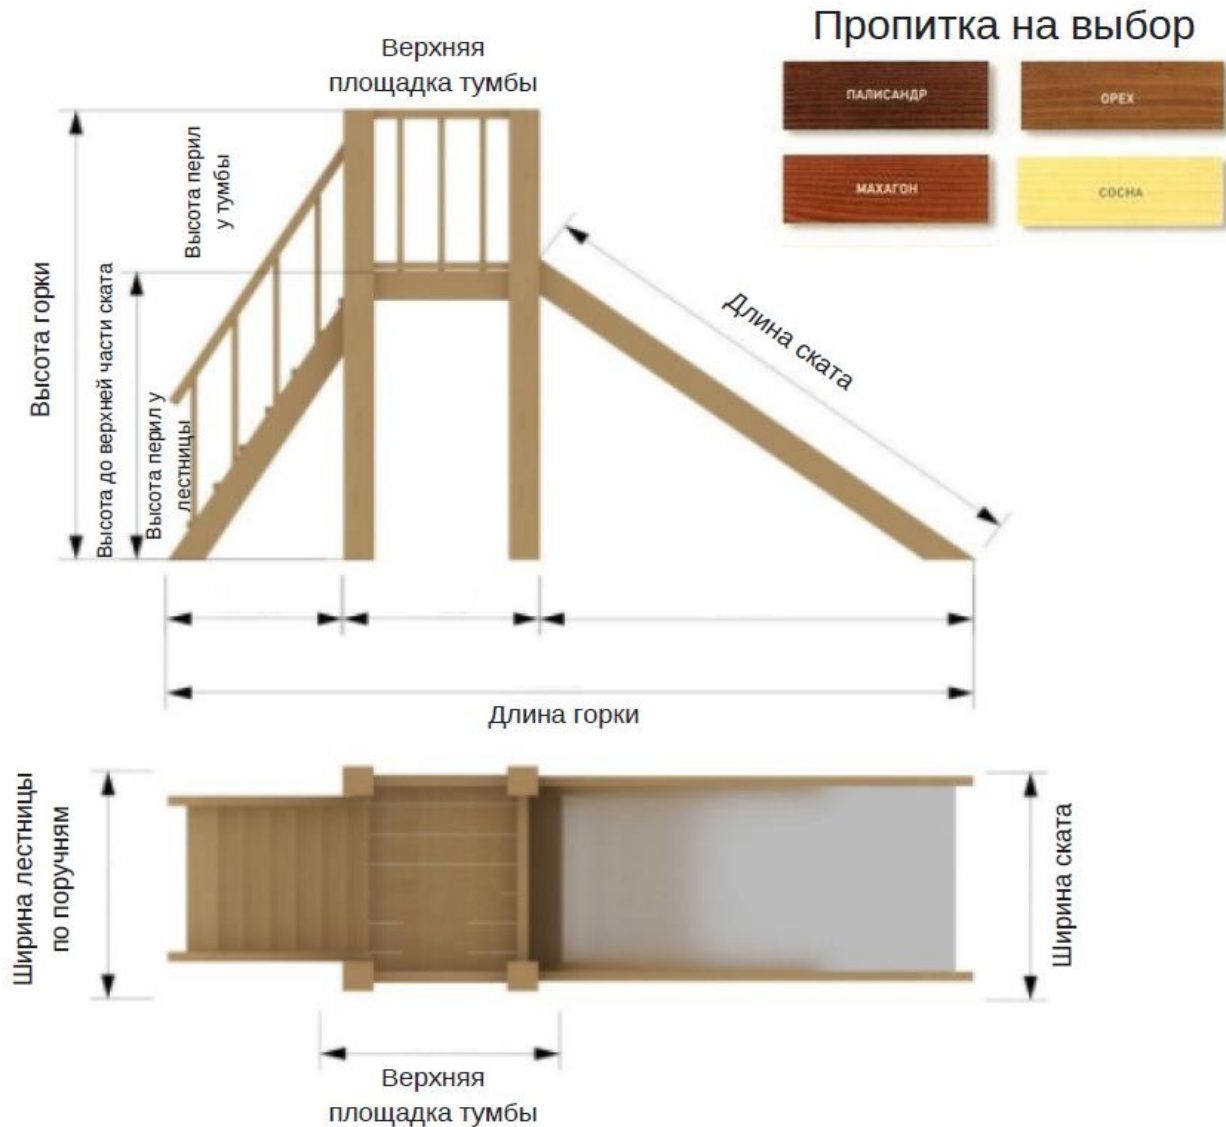 Пропитка на выбор
ПАЛИСАНДР
ОРЕХ
МАХАГОН
СОСНА
Верхняя
площадка тумбы
Высота перил
у тумбы
Высота горки
Высота до верхней части ската
Высота перил у
лестницы
Длина ската
Длина горки
Ширина лестницы
по поручням
Ширина ската
Верхняя
площадка тумбы